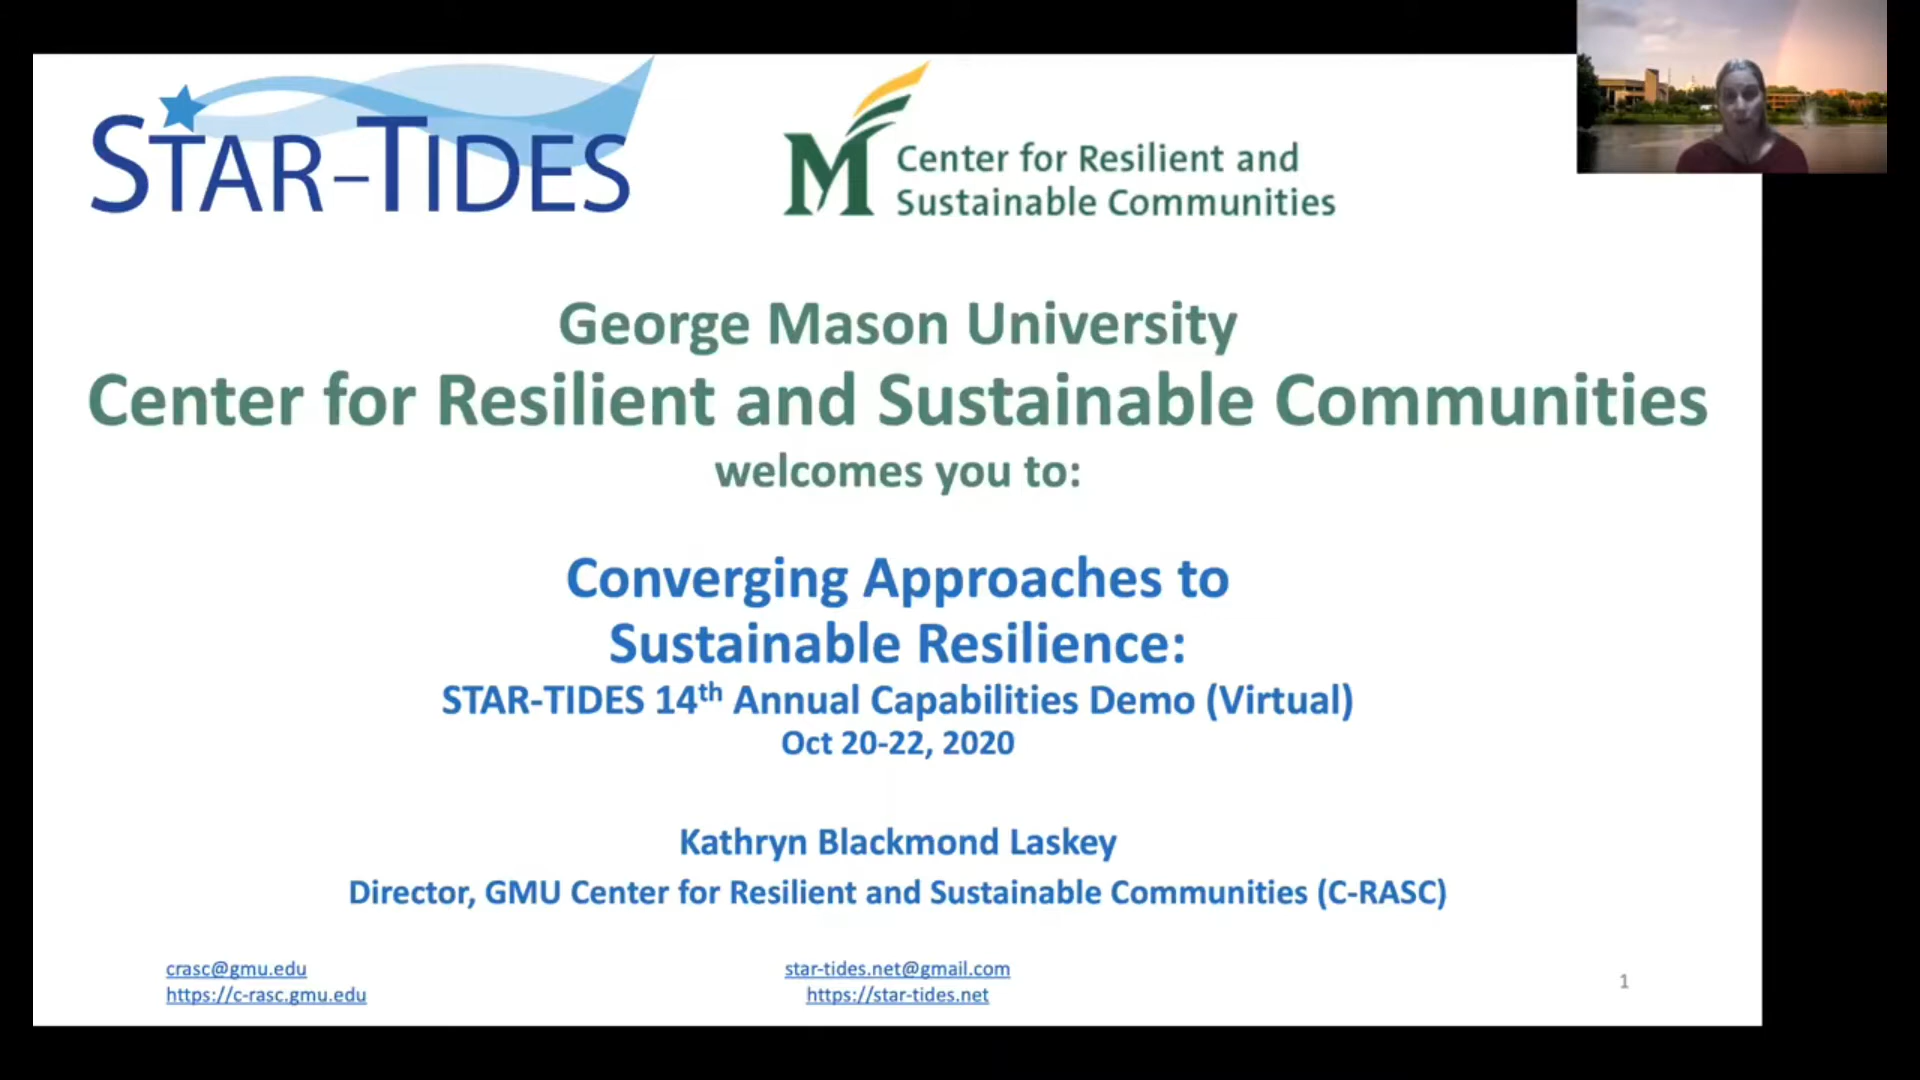 STAR-TIDES
M
Center for Resilient and
Sustainable Communities
George Mason University
Center for Resilient and Sustainable Communities
welcomes you to:
Converging Approaches to
Sustainable Resilience:
STAR-TIDES 14th Annual Capabilities Demo (Virtual)
Oct 20-22, 2020
Kathryn Blackmond Laskey
Director, GMU Center for Resilient and Sustainable Communities (C-RASC)
crasc@gmu.edu
https://c-rasc.gmu.edu
star-tides.net@gmail.com
https://star-tides.net
1